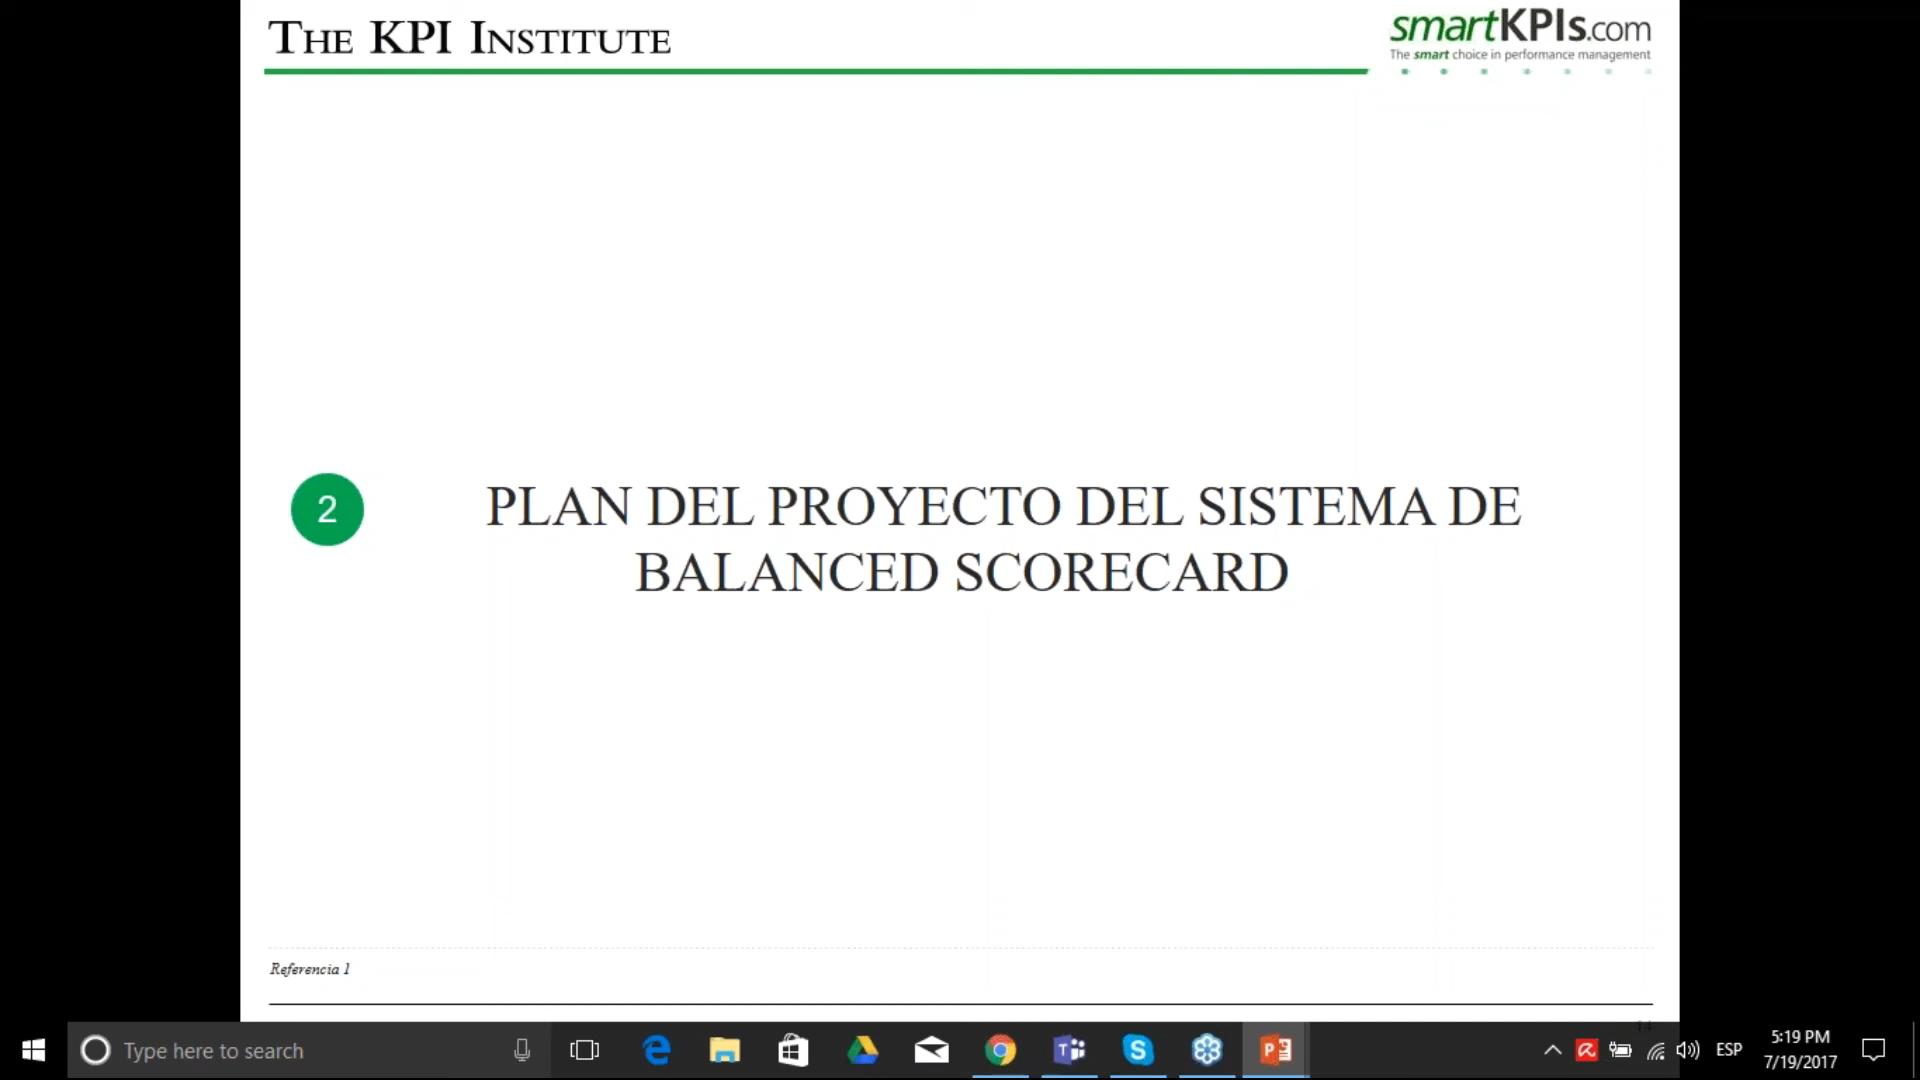 THE KPI INSTITUTE
smartKPIs.com
The smart choice in performance management
2
PLAN DEL PROYECTO DEL SISTEMA DE
BALANCED SCORECARD
Referencia 1
14
Type here to search
ESP
5:19 PM
7/19/2017